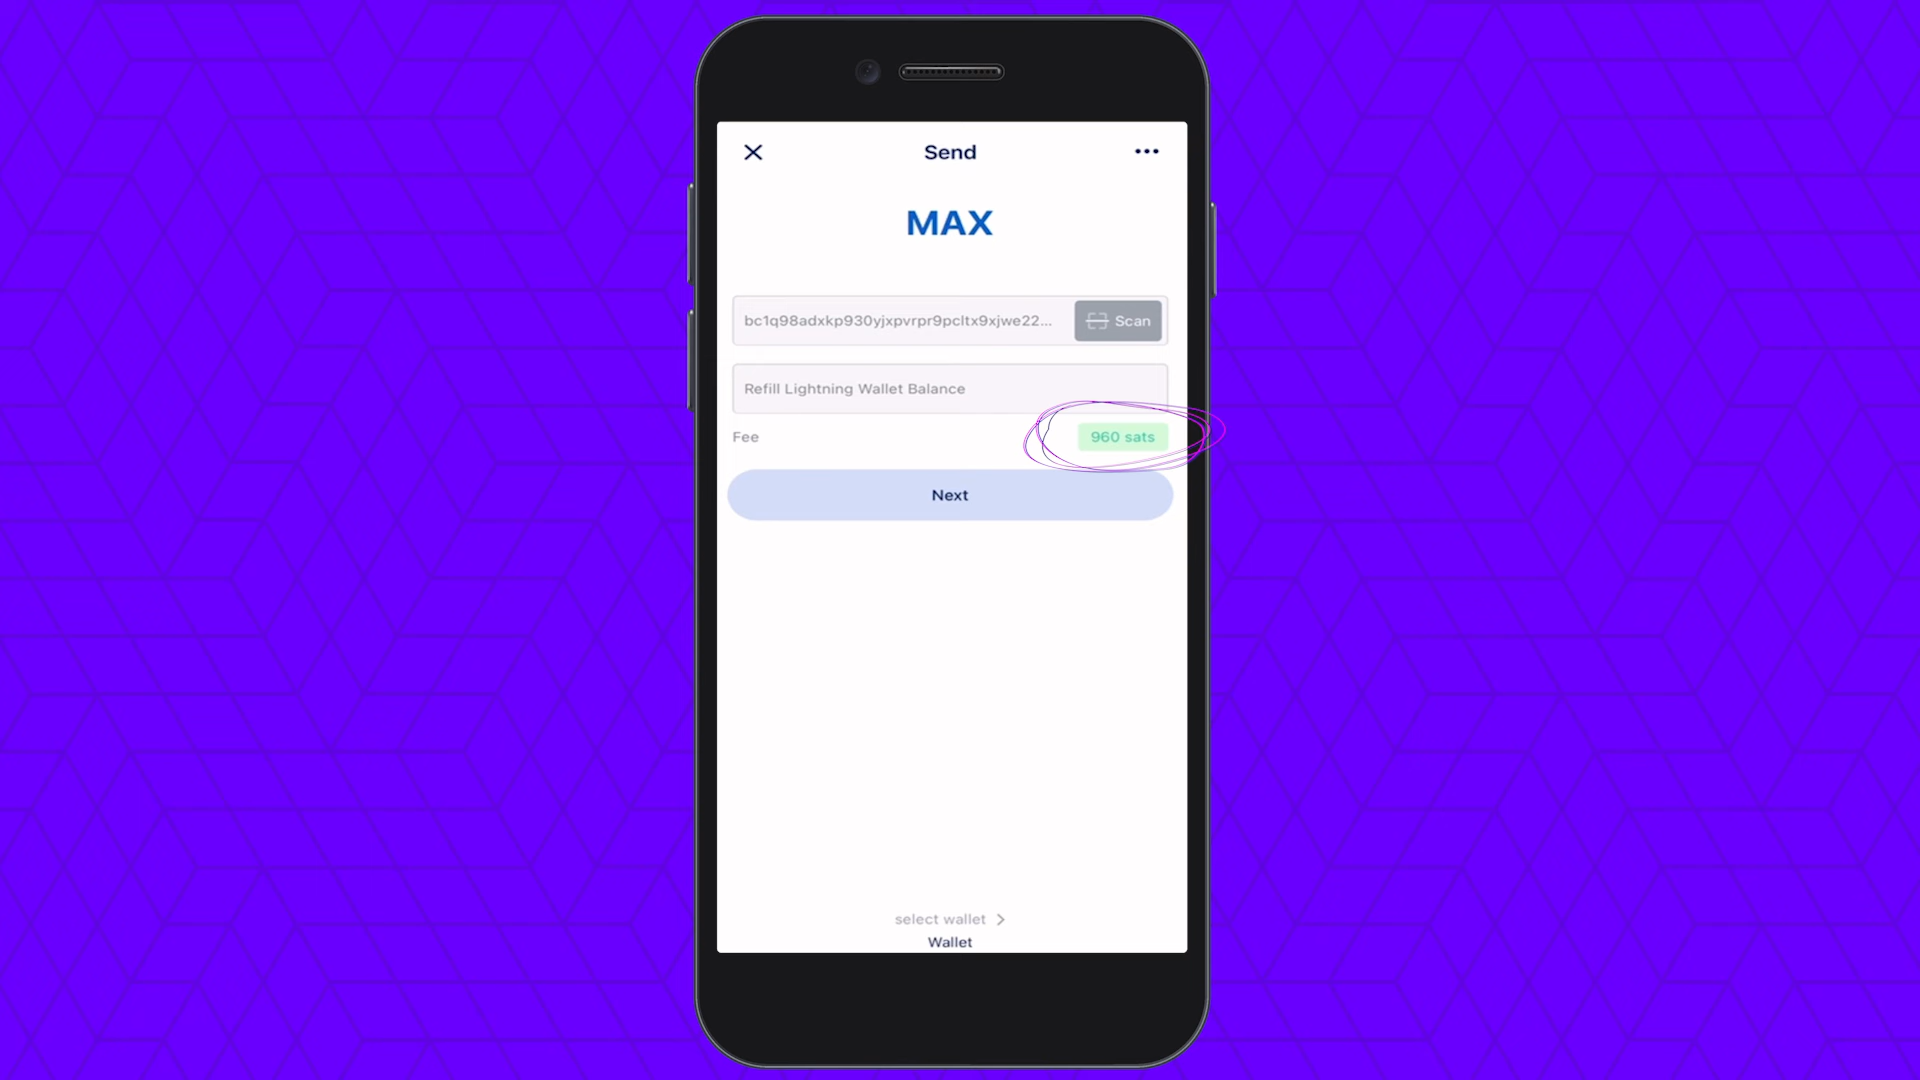 Send
MAX
bc1q98adxkp930yjxpvrpr9pcltx9xjwe22...
Scan
Refill Lightning Wallet Balance
Fee
960 sats
Next
select wallet
Wallet